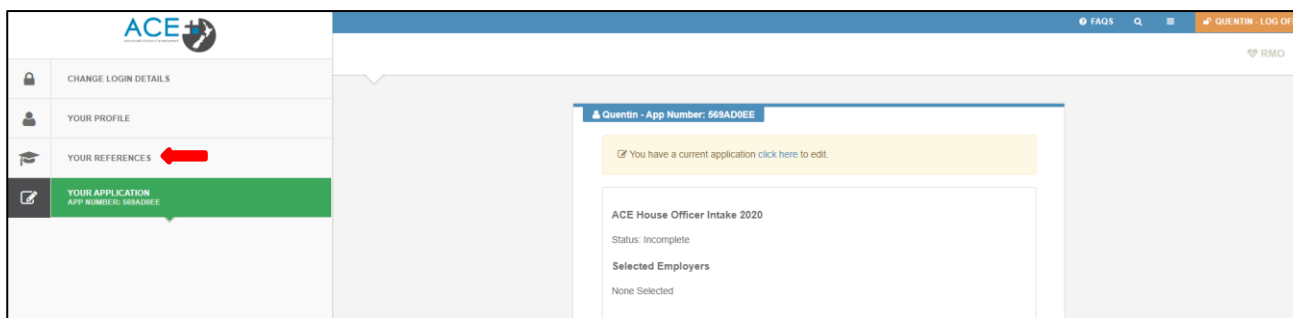 ACE
FAQS
QUENTIN - LOG OF
RMO
CHANGE LOGIN DETAILS
YOUR PROFILE
YOUR REFERENCES
YOUR APPLICATION
APP NUMBER: 569AD0EE
Quentin - App Number: 569AD0EE
You have a current application click here to edit.
ACE House Officer Intake 2020
Status: Incomplete
Selected Employers
None Selected